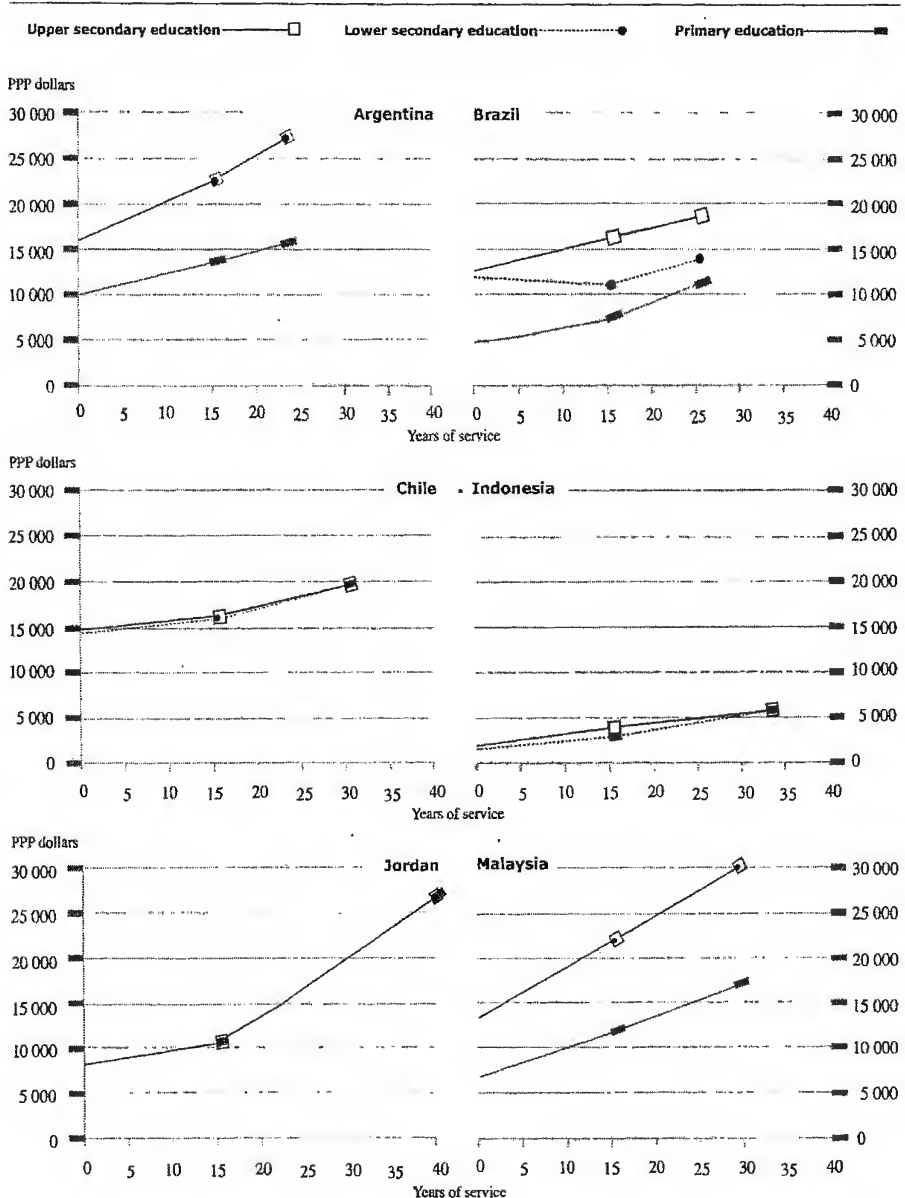 Upper secondary education Lower secondary education Primary education
PPP dollars
30 000 Argentina Brazil 30 000
25 000 25 000
20 000 20 000
15 000 15 000
10 000 10 000
5 000 5 000
0 0
0 5 10 15 20 25 30 35 40 0 10 15 20 25 30 35 40
Years of service
PPP dollars
30 000 Chile Indonesia 30 000
25 000 25 000
20 000 20 000
15 000 15 000
10 000 10 000
5 000 5 000
0 0
0 5 10 15 20 25 30 35 40 0 5 10 15 20 25 30 35 40
Years of service
PPP dollars
30 000 Jordan Malaysia 30 000
25 000 25 000
20 000 20 000
15 000 15 000
10 000 10 000
5 000 5 000
0 0
0 5 10 15 20 25 30 35 40 0 5 10 15 20 25 30 35 40
Years of service